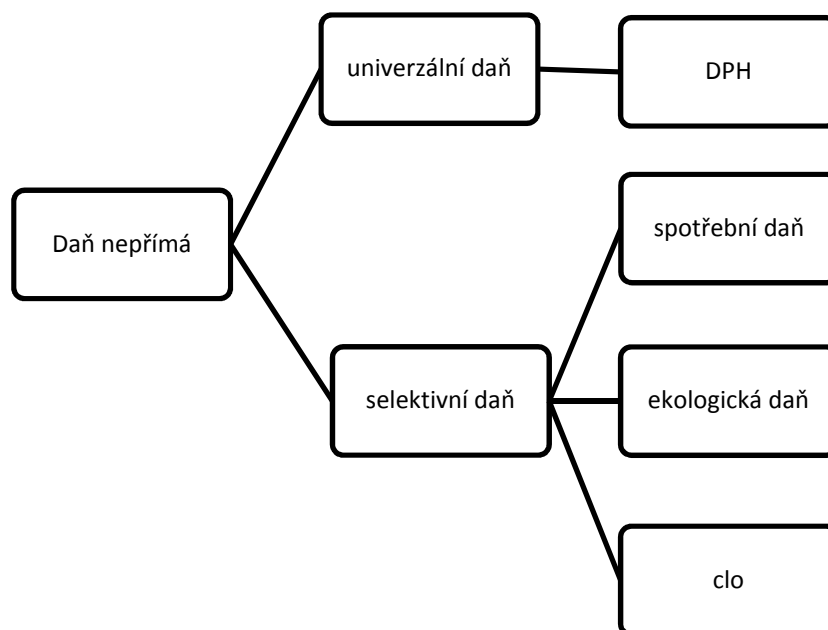 Daň nepřímá
univerzální daň
DPH
selektivní daň
spotřební daň
ekologická daň
clo